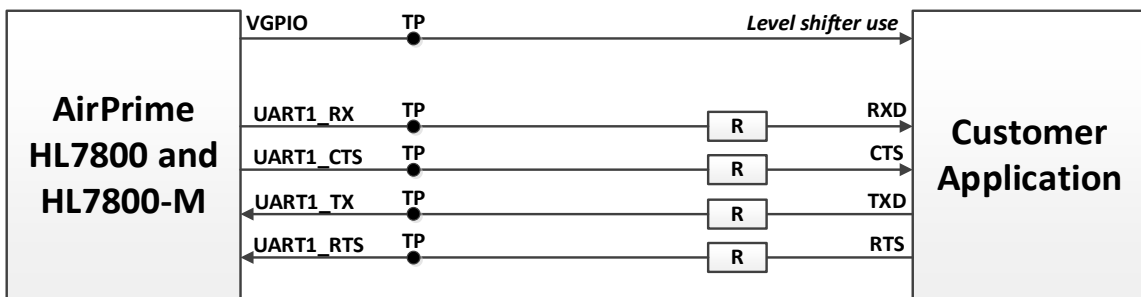 VGPIO TP Level shifter use
AirPrime
HL7800 and
HL7800-M
UART1_RX TP R RXD
UART1_CTS TP R CTS
UART1_TX TP R TXD
UART1_RTS TP R RTS
Customer
Application